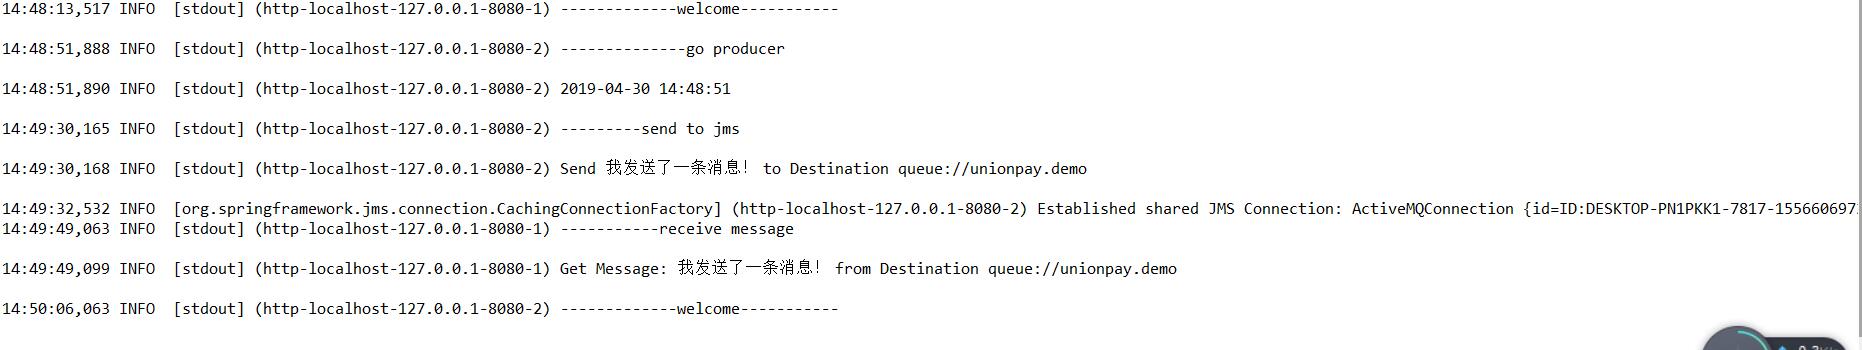 14:48:13,517 INFO  [stdout] (http-localhost-127.0.0.1-8080-1) -------------welcome-----------
14:48:51,888 INFO  [stdout] (http-localhost-127.0.0.1-8080-2) --------------go producer
14:48:51,890 INFO  [stdout] (http-localhost-127.0.0.1-8080-2) 2019-04-30 14:48:51
14:49:30,165 INFO  [stdout] (http-localhost-127.0.0.1-8080-2) ---------send to jms
14:49:30,168 INFO  [stdout] (http-localhost-127.0.0.1-8080-2) Send 我发送了一条消息！ to Destination queue://unionpay.demo
14:49:32,532 INFO  [org.springframework.jms.connection.CachingConnectionFactory] (http-localhost-127.0.0.1-8080-2) Established shared JMS Connection: ActiveMQConnection {id=ID:DESKTOP-PN1PKK1-7817-155660697
14:49:49,063 INFO  [stdout] (http-localhost-127.0.0.1-8080-1) -----------receive message
14:49:49,099 INFO  [stdout] (http-localhost-127.0.0.1-8080-1) Get Message: 我发送了一条消息！ from Destination queue://unionpay.demo
14:50:06,063 INFO  [stdout] (http-localhost-127.0.0.1-8080-2) -------------welcome-----------